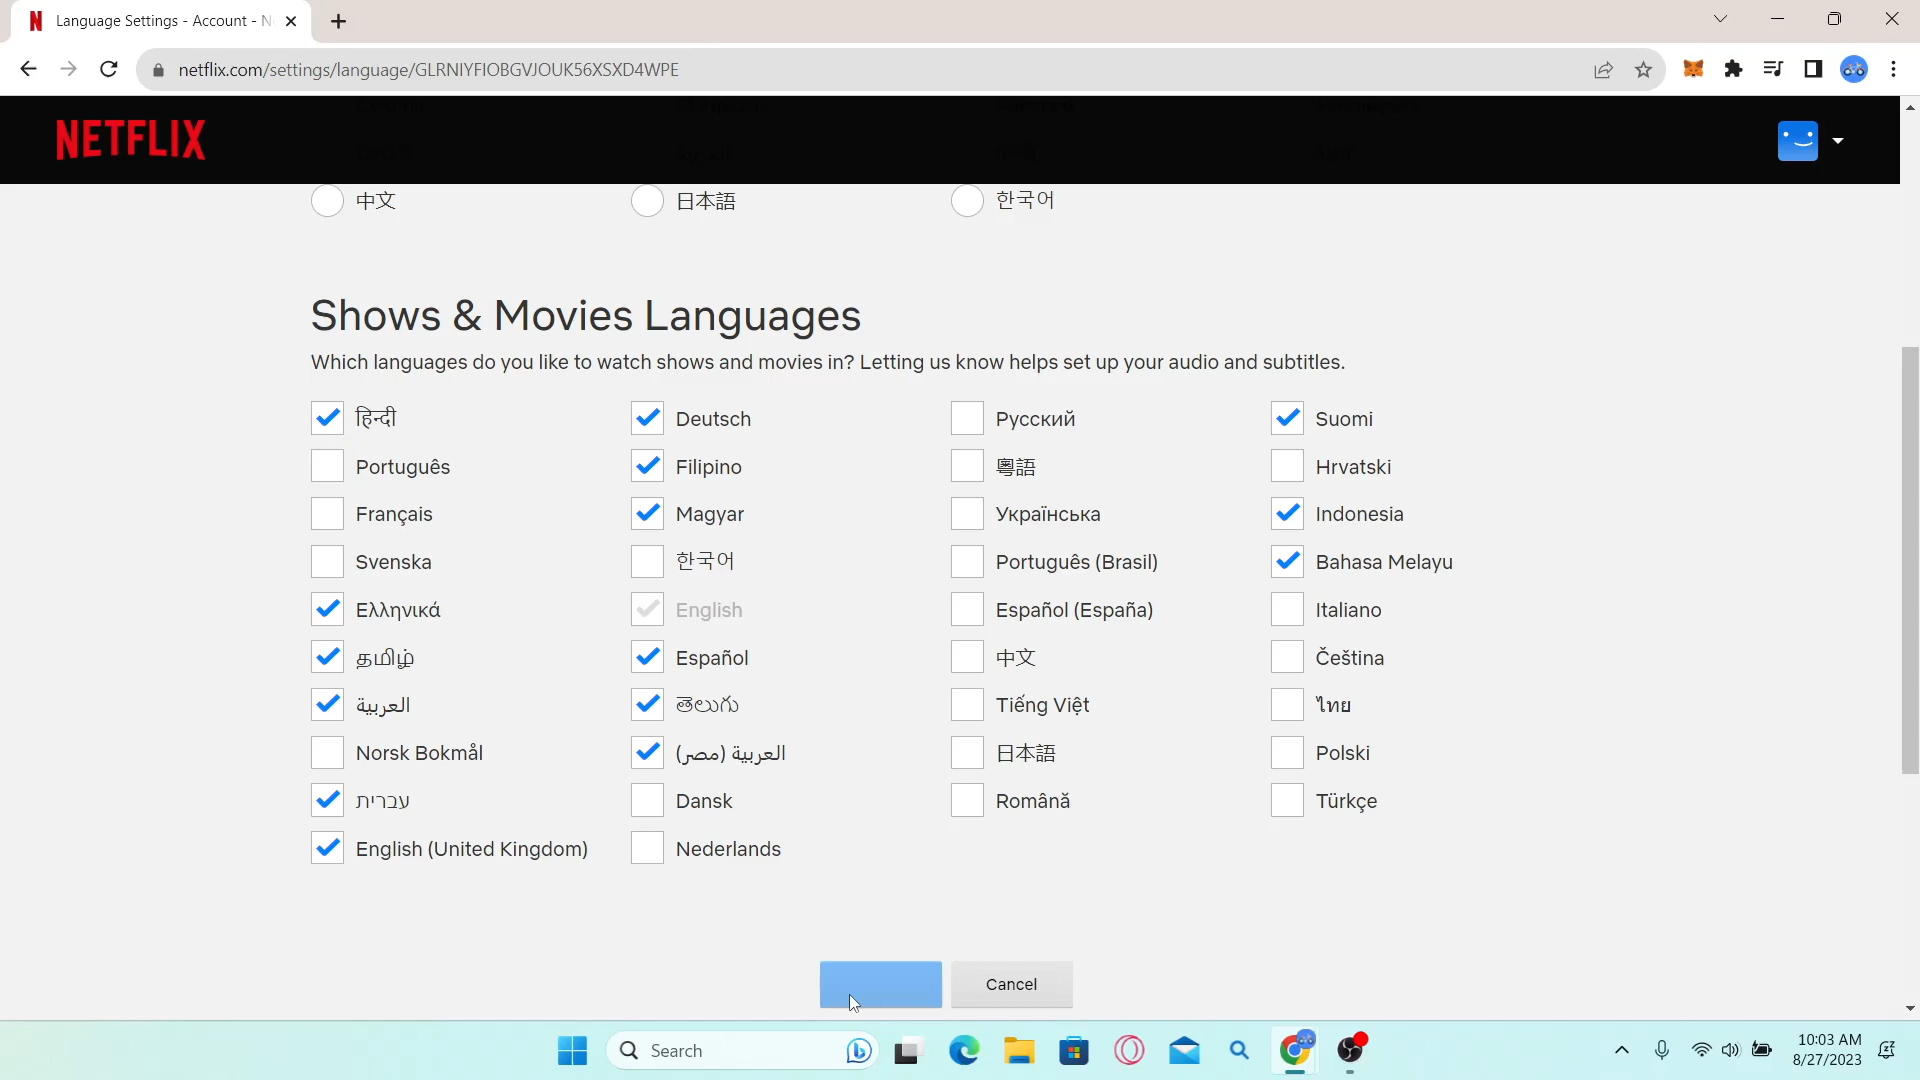 Language Settings - Account - N
netflix.com/settings/language/GLRNIYFIOBGVJOUK56XSXD4WPE
NETFLIX
中文 日本語 한국어
Shows & Movies Languages
Which languages do you like to watch shows and movies in? Letting us know helps set up your audio and subtitles.
हिन्दी Deutsch Русский Suomi
Português Filipino 粵語 Hrvatski
Français Magyar Українська Indonesia
Svenska 한국어 Português (Brasil) Bahasa Melayu
Ελληνικά English Español (España) Italiano
தமிழ் Español 中文 Čeština
العربية తెలుగు Tiếng Việt ไทย
Norsk Bokmål العربية (مصر) 日本語 Polski
עברית Dansk Română Türkçe
English (United Kingdom) Nederlands
Cancel
Search
10:03 AM
8/27/2023